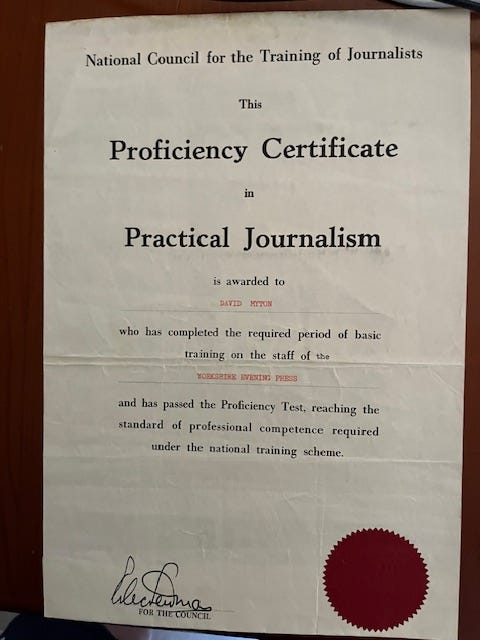 National Council for the Training of Journalists
This
Proficiency Certificate
in
Practical Journalism
is awarded to
DAVID MYTON
who has completed the required period of basic
training on the staff of the
YORKSHIRE EVENING PRESS
and has passed the Proficiency Test, reaching the
standard of professional competence required
under the national training scheme.
FOR THE COUNCIL